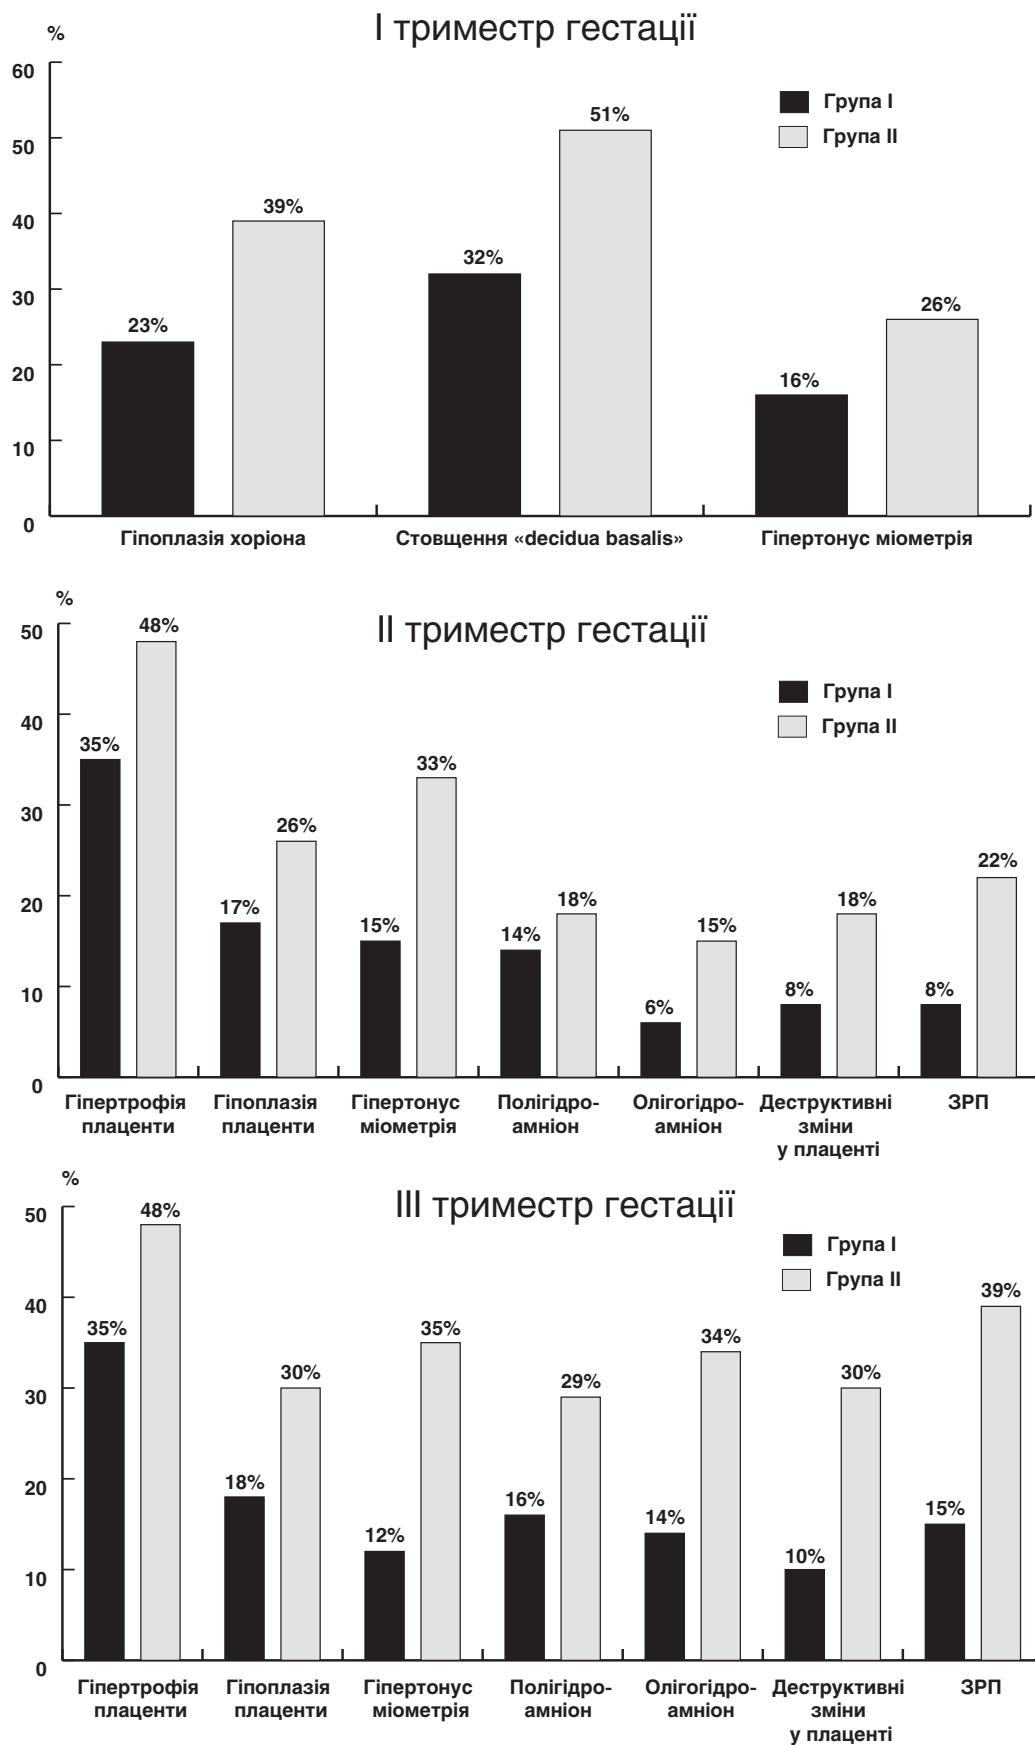 I триместр гестації
%
60
50
40
30
20
10
0
23%
39%
32%
51%
16%
26%
Група I
Група II
Гіпоплазія хоріона
Стовщення «decidua basalis»
Гіпертонус міометрія
II триместр гестації
%
50
40
30
20
10
0
35%
48%
17%
26%
15%
33%
14%
18%
6%
15%
8%
18%
8%
22%
Група I
Група II
Гіпертрофія
плаценти
Гіпоплазія
плаценти
Гіпертонус
міометрія
Полігідро-
амніон
Олігогідро-
амніон
Деструктивні
зміни
у плаценті
ЗРП
III триместр гестації
%
50
40
30
20
10
0
35%
48%
18%
30%
12%
35%
16%
29%
14%
34%
10%
30%
15%
39%
Група I
Група II
Гіпертрофія
плаценти
Гіпоплазія
плаценти
Гіпертонус
міометрія
Полігідро-
амніон
Олігогідро-
амніон
Деструктивні
зміни
у плаценті
ЗРП